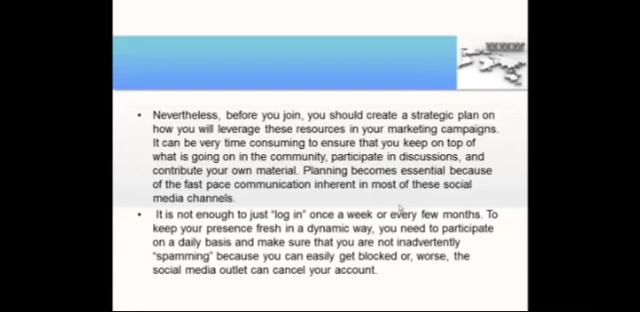 • Nevertheless, before you join, you should create a strategic plan on
how you will leverage these resources in your marketing campaigns.
It can be very time consuming to ensure that you keep on top of
what is going on in the community, participate in discussions, and
contribute your own material. Planning becomes essential because
of the fast pace communication inherent in most of these social
media channels.
• It is not enough to just "log in" once a week or every few months. To
keep your presence fresh in a dynamic way, you need to participate
on a daily basis and make sure that you are not inadvertently
"spamming" because you can easily get blocked or, worse, the
social media outlet can cancel your account.